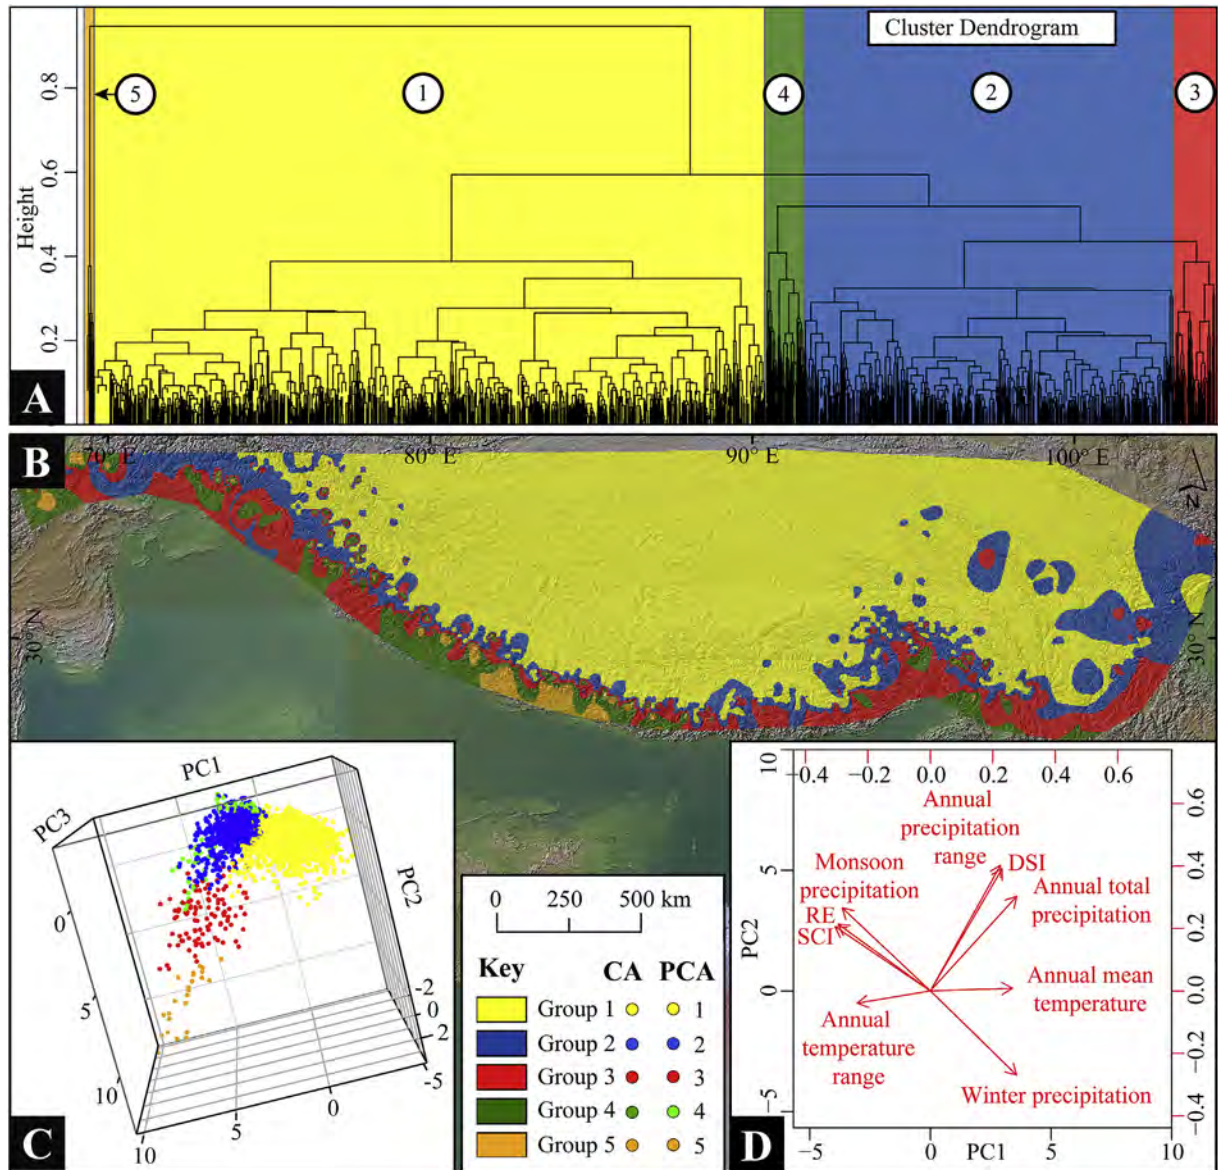 Cluster Dendrogram
5
1
4
2
3
Height
0.8
0.6
0.4
0.2
A
B
70° E
80° E
90° E
100° E
N
30° N
30° N
C
PC1
PC2
PC3
0
5
10
10
5
0
-5
-2
0
2
0
250
500 km
Key CA PCA
Group 1 1
Group 2 2
Group 3 3
Group 4 4
Group 5 5
D
−0.4 −0.2 0.0 0.2 0.4 0.6
10
5
0
−5
PC2
0.6
0.4
0.2
0.0
−0.2
−0.4
Annual
precipitation
range
DSI
Monsoon
precipitation
RE
SCI
Annual total
precipitation
Annual mean
temperature
Annual
temperature
range
Winter precipitation
−5 0 5 10
PC1